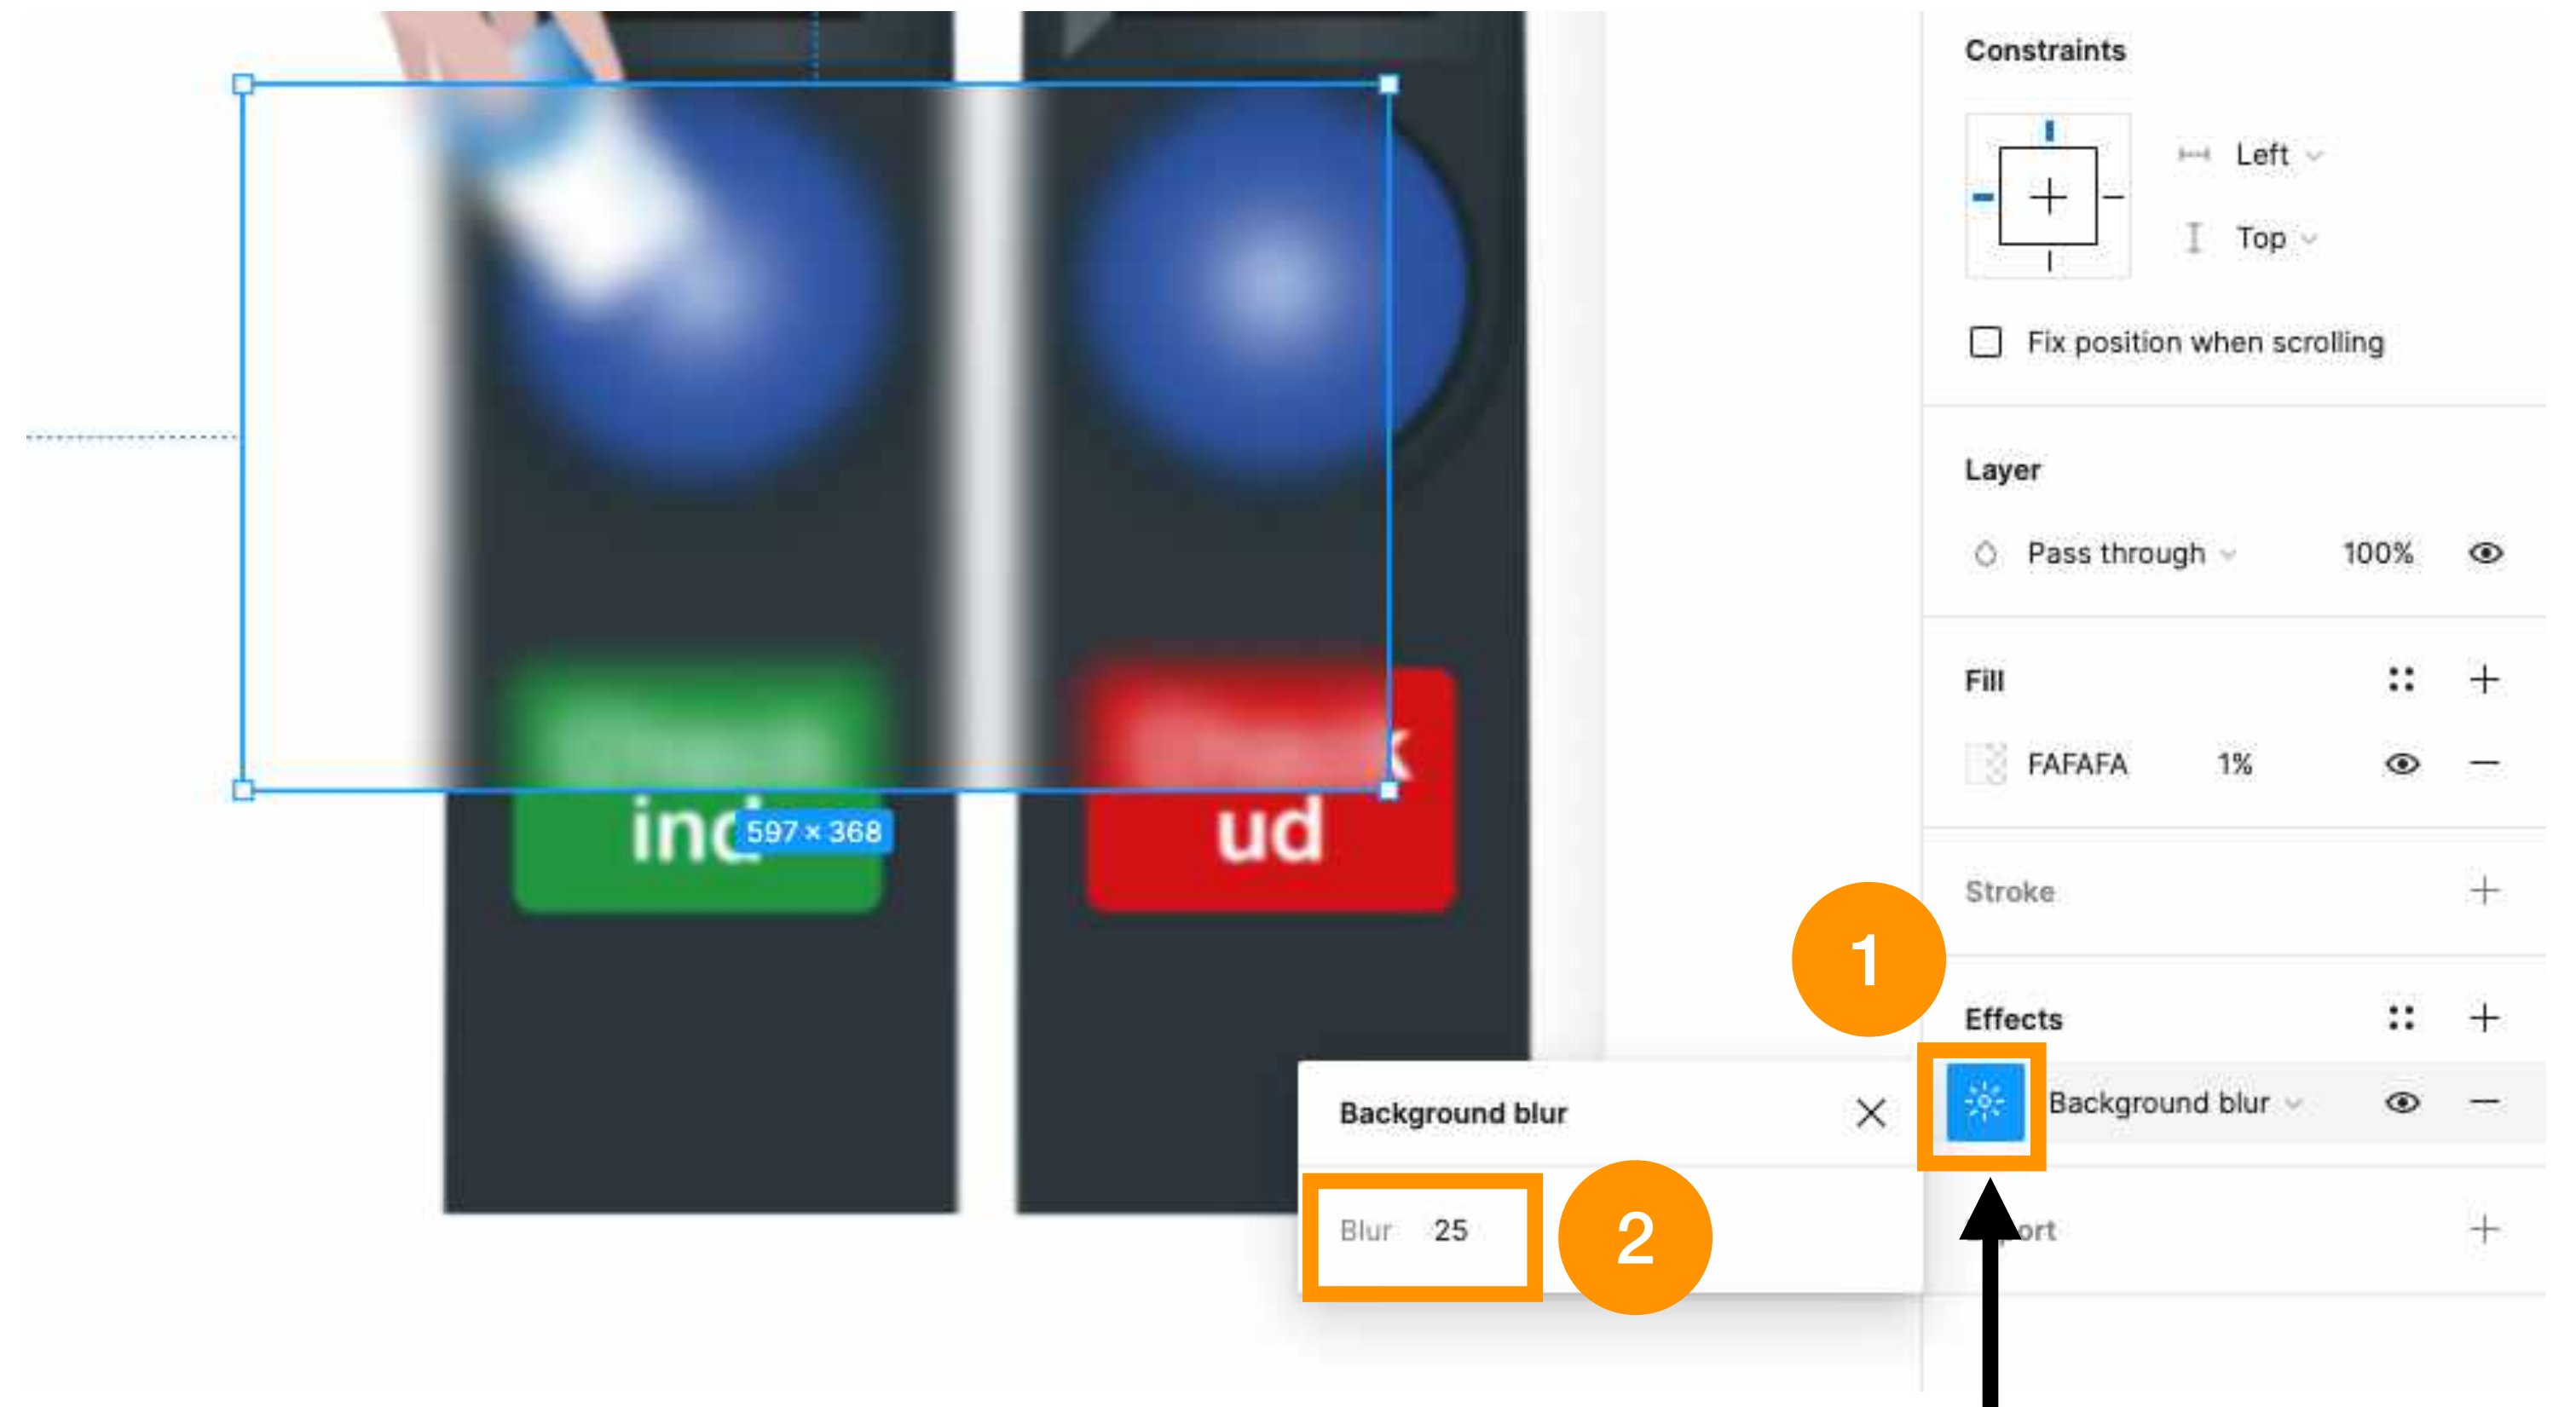 Constraints
Left
Top
Fix position when scrolling
Layer
Pass through 100%
Fill
FAFAFA 1%
k
ind
ud
597 × 368
Stroke
1
Effects
Background blur
Background blur
Blur 25
2
ort